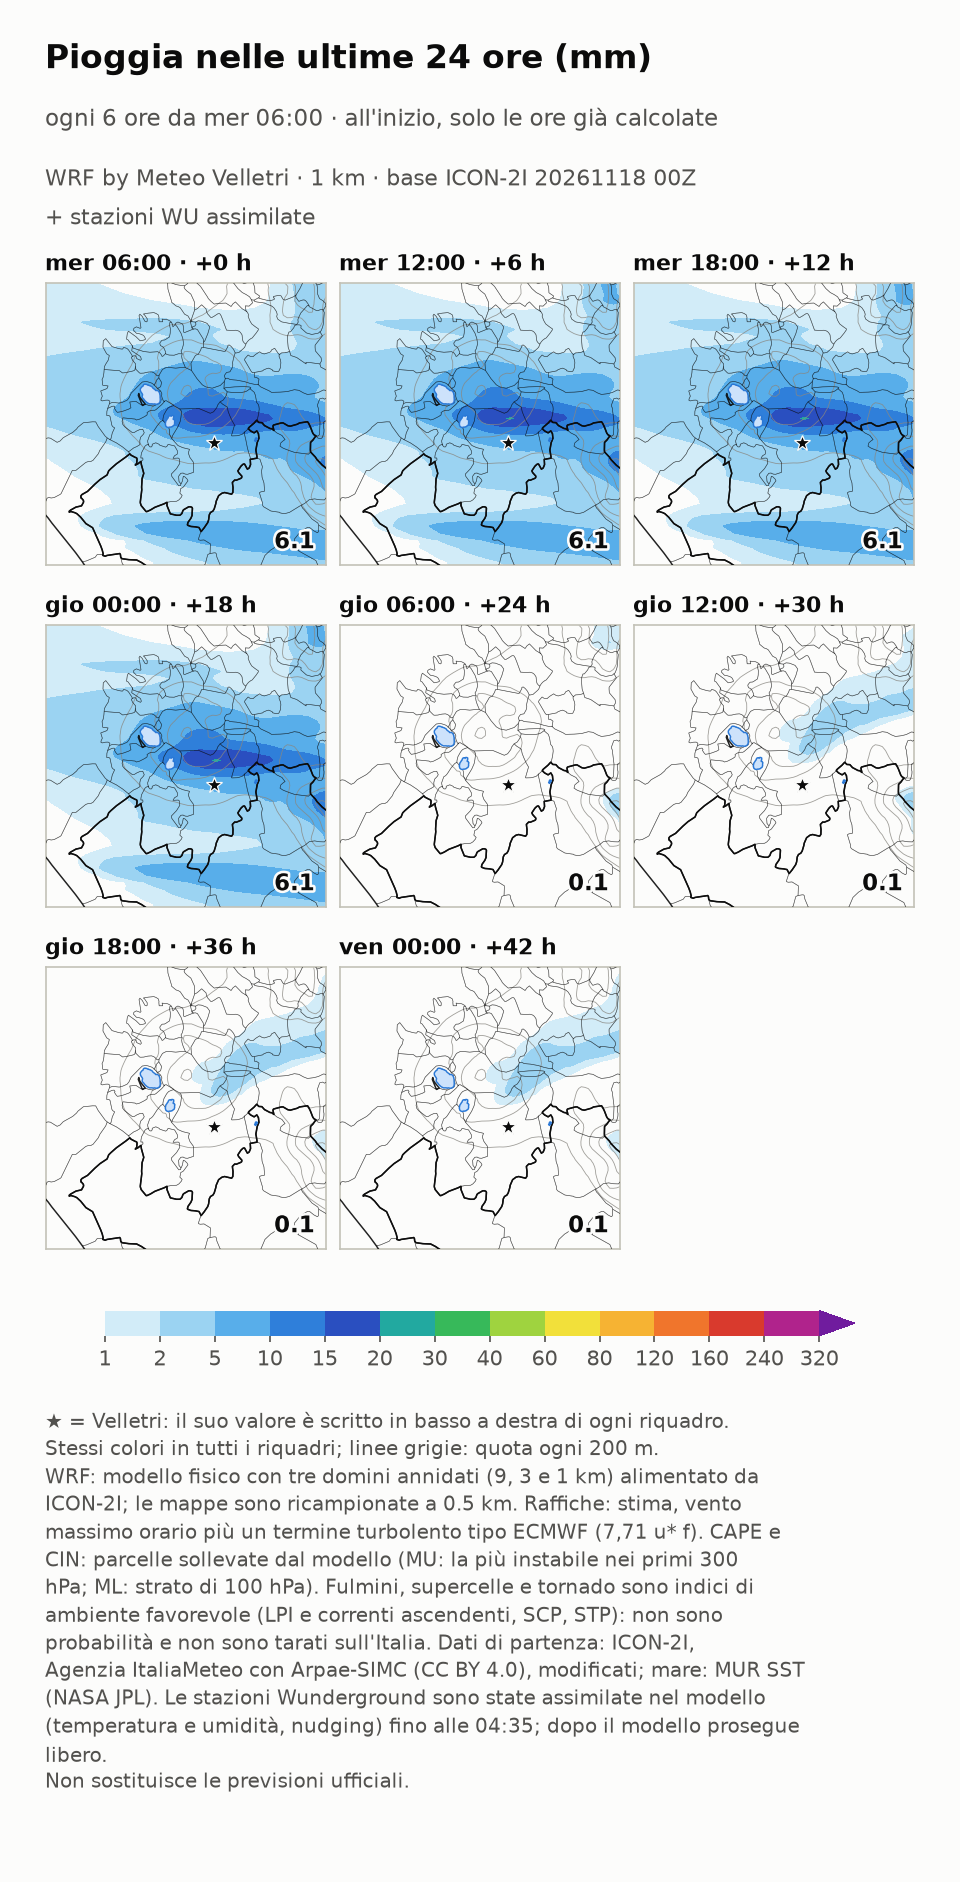 Pioggia nelle ultime 24 ore (mm)
ogni 6 ore da mer 06:00 · all'inizio, solo le ore già calcolate
WRF by Meteo Velletri · 1 km · base ICON-2I 20261118 00Z
+ stazioni WU assimilate
mer 06:00 · +0 h
mer 12:00 · +6 h
mer 18:00 · +12 h
6.1
6.1
6.1
gio 00:00 · +18 h
gio 06:00 · +24 h
gio 12:00 · +30 h
6.1
0.1
0.1
gio 18:00 · +36 h
ven 00:00 · +42 h
0.1
0.1
1 2 5 10 15 20 30 40 60 80 120 160 240 320
★ = Velletri: il suo valore è scritto in basso a destra di ogni riquadro.
Stessi colori in tutti i riquadri; linee grigie: quota ogni 200 m.
WRF: modello fisico con tre domini annidati (9, 3 e 1 km) alimentato da
ICON-2I; le mappe sono ricampionate a 0.5 km. Raffiche: stima, vento
massimo orario più un termine turbolento tipo ECMWF (7,71 u* f). CAPE e
CIN: parcelle sollevate dal modello (MU: la più instabile nei primi 300
hPa; ML: strato di 100 hPa). Fulmini, supercelle e tornado sono indici di
ambiente favorevole (LPI e correnti ascendenti, SCP, STP): non sono
probabilità e non sono tarati sull'Italia. Dati di partenza: ICON-2I,
Agenzia ItaliaMeteo con Arpae-SIMC (CC BY 4.0), modificati; mare: MUR SST
(NASA JPL). Le stazioni Wunderground sono state assimilate nel modello
(temperatura e umidità, nudging) fino alle 04:35; dopo il modello prosegue
libero.
Non sostituisce le previsioni ufficiali.